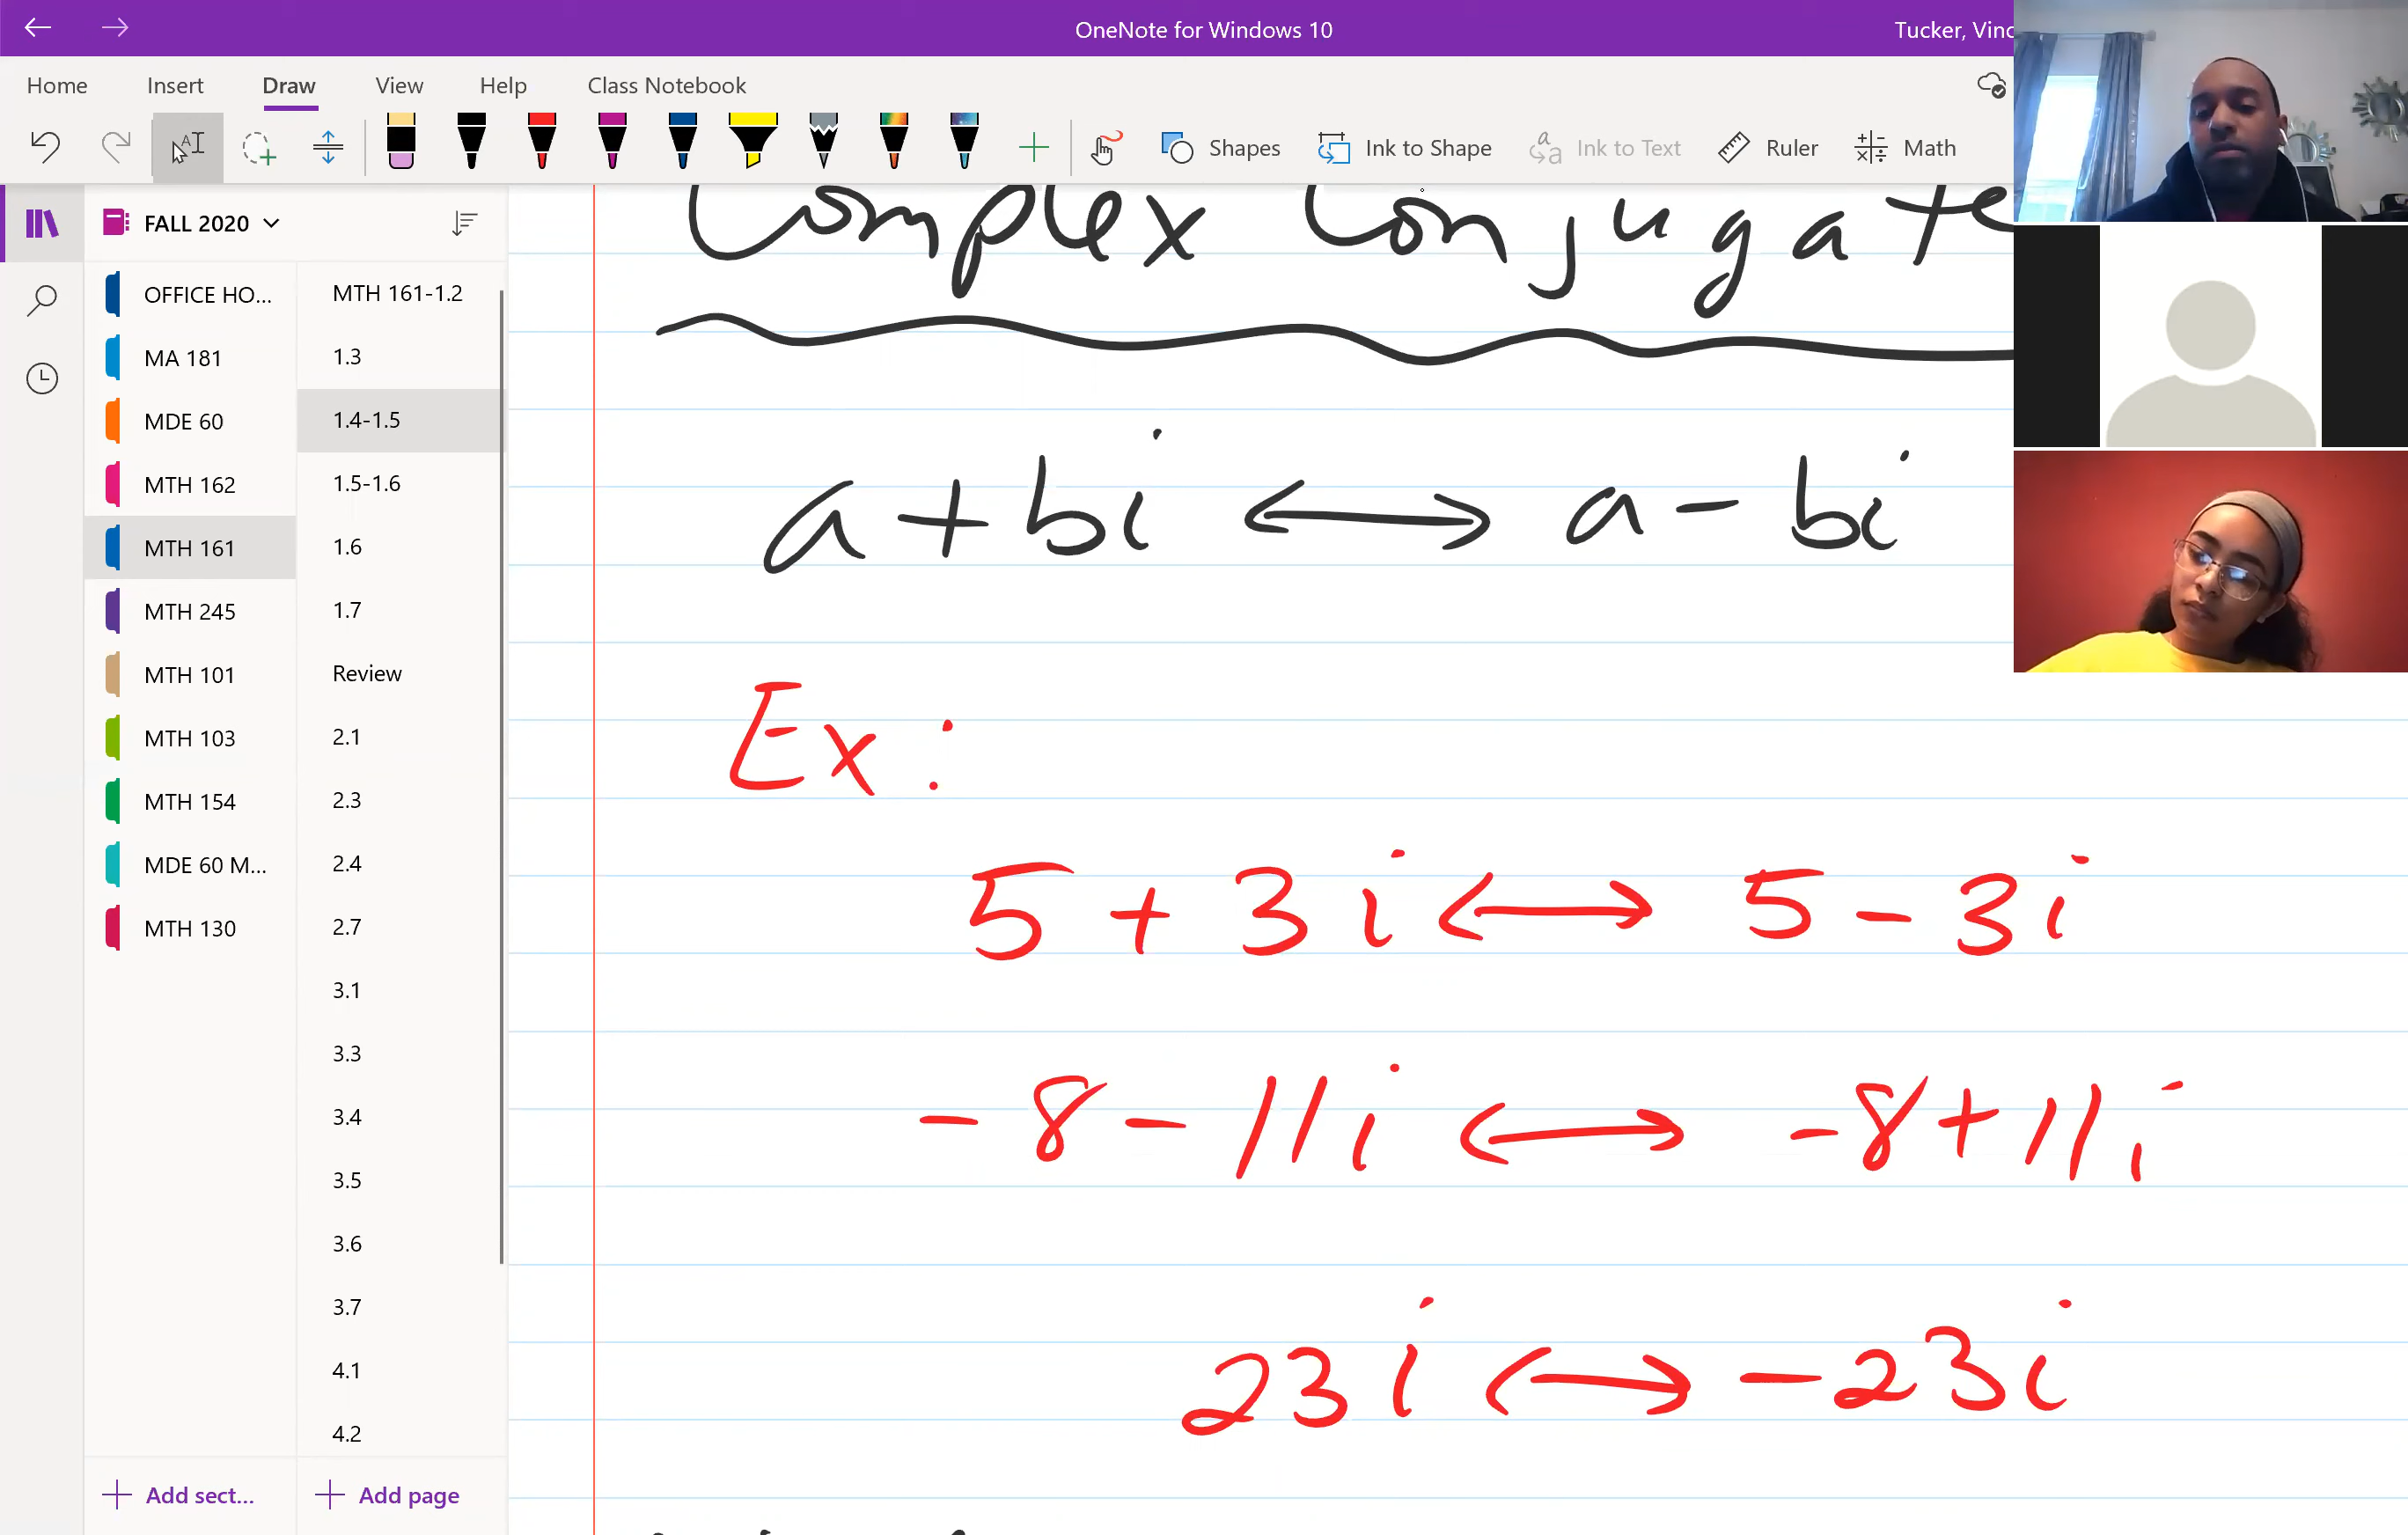 OneNote for Windows 10
Tucker, Vinc
Home Insert Draw View Help Class Notebook
Shapes Ink to Shape Ink to Text Ruler Math
FALL 2020
OFFICE HO...
MA 181
MDE 60
MTH 162
MTH 161
MTH 245
MTH 101
MTH 103
MTH 154
MDE 60 M...
MTH 130
Add sect...
MTH 161-1.2
1.3
1.4-1.5
1.5-1.6
1.6
1.7
Review
2.1
2.3
2.4
2.7
3.1
3.3
3.4
3.5
3.6
3.7
4.1
4.2
Add page
Complex Conjugate
a + bi ⟷ a - bi
Ex:
5 + 3i ⟷ 5 - 3i
-8 - 11i ⟷ -8 + 11i
23i ⟷ -23i